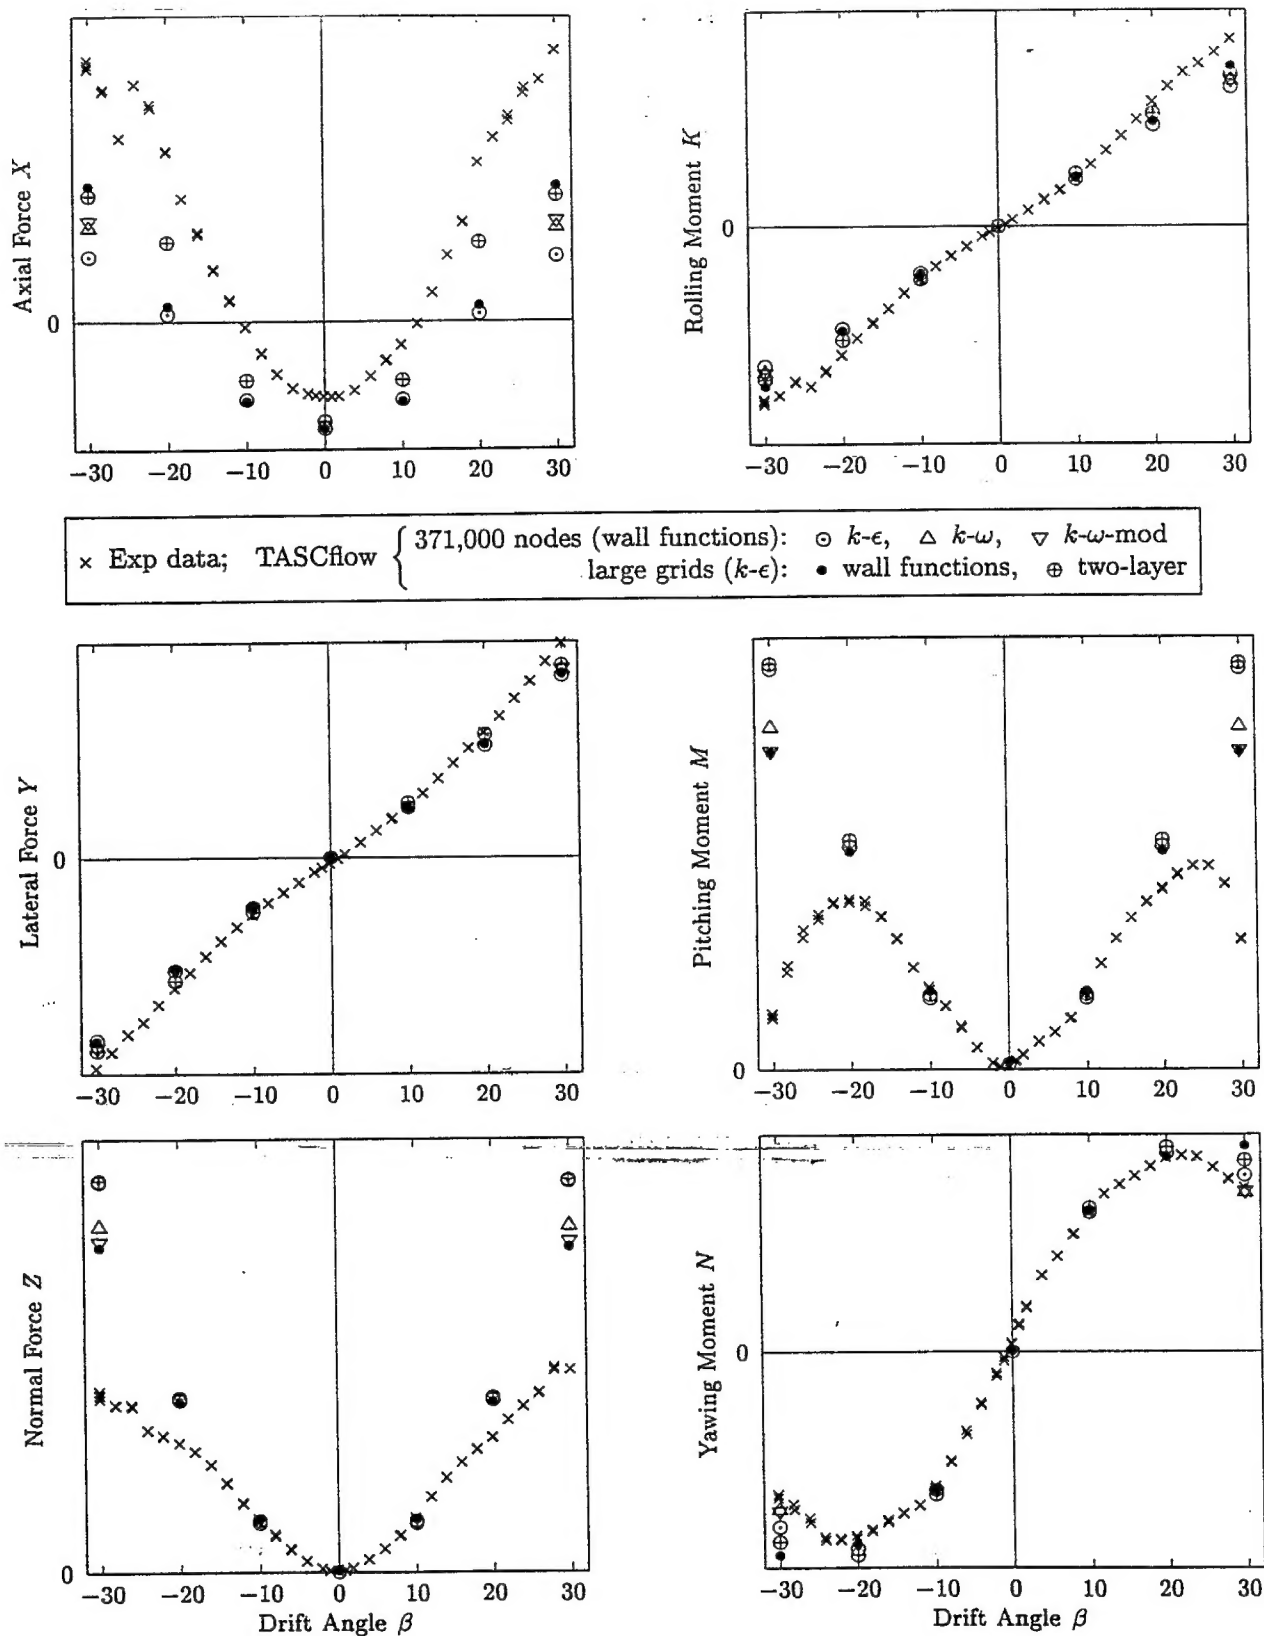 Axial Force X
0
−30 −20 −10 0 10 20 30
Rolling Moment K
0
−30 −20 −10 0 10 20 30
× Exp data; TASCflow { 371,000 nodes (wall functions): ⊙ k-ϵ, △ k-ω, ▽ k-ω-mod
large grids (k-ϵ): • wall functions, ⊕ two-layer
Lateral Force Y
0
−30 −20 −10 0 10 20 30
Pitching Moment M
0
−30 −20 −10 0 10 20 30
Normal Force Z
0
−30 −20 −10 0 10 20 30
Drift Angle β
Yawing Moment N
0
−30 −20 −10 0 10 20 30
Drift Angle β